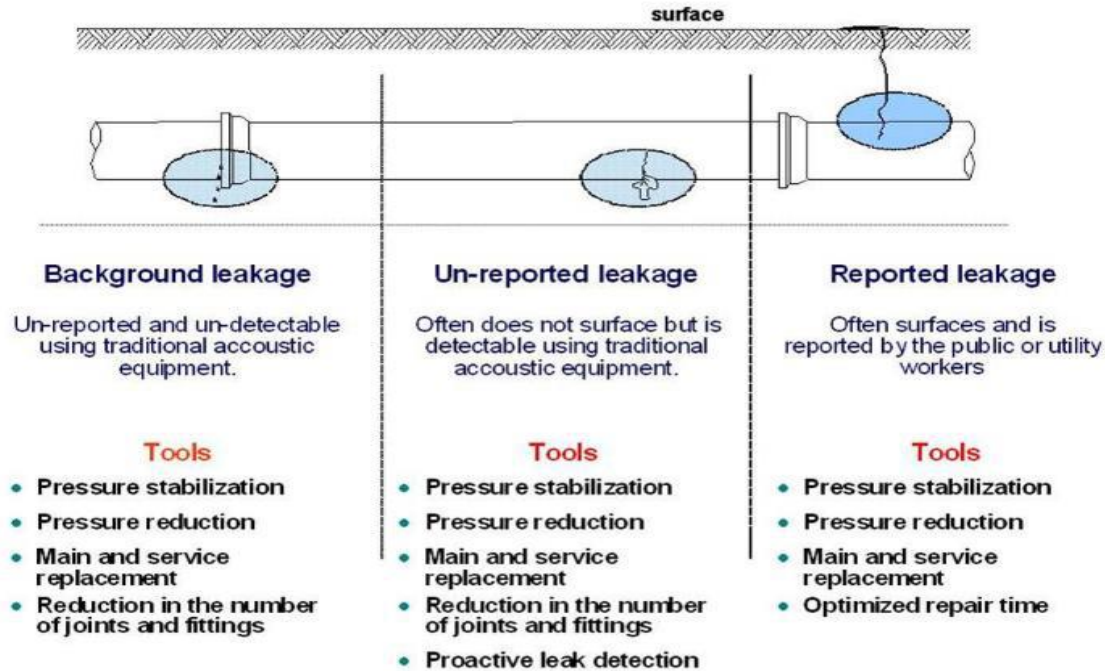 surface
Background leakage
Un-reported and un-detectable
using traditional accoustic
equipment.
Tools
• Pressure stabilization
• Pressure reduction
• Main and service
replacement
• Reduction in the number
of joints and fittings
Un-reported leakage
Often does not surface but is
detectable using traditional
accoustic equipment.
Tools
• Pressure stabilization
• Pressure reduction
• Main and service
replacement
• Reduction in the number
of joints and fittings
• Proactive leak detection
Reported leakage
Often surfaces and is
reported by the public or utility
workers
Tools
• Pressure stabilization
• Pressure reduction
• Main and service
replacement
• Optimized repair time